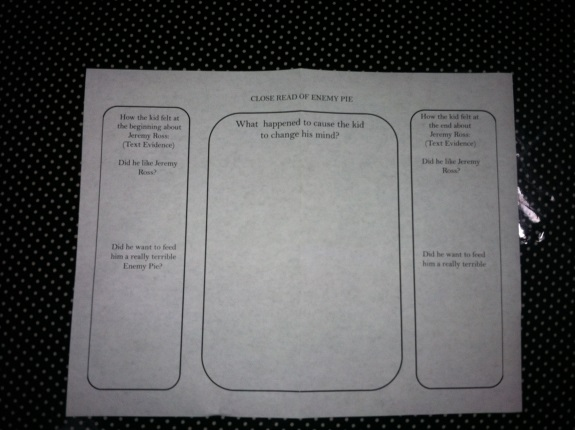 CLOSE READ OF ENEMY PIE
How the kid felt at
the beginning about
Jeremy Ross:
(Text Evidence)
Did he like Jeremy
Ross?
Did he want to feed
him a really terrible
Enemy Pie?
What happened to cause the kid
to change his mind?
How the kid felt at
the end about
Jeremy Ross:
(Text Evidence)
Did he like Jeremy
Ross?
Did he want to feed
him a really terrible